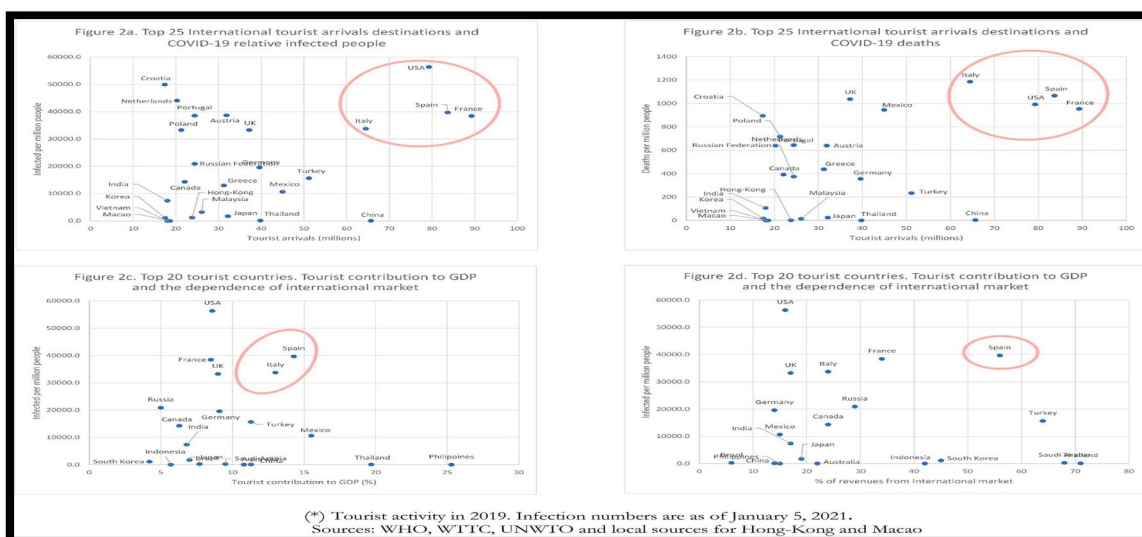 Figure 2a. Top 25 International tourist arrivals destinations and
COVID-19 relative infected people
Infected per million people
60000.0
50000.0
40000.0
30000.0
20000.0
10000.0
0.0
0 10 20 30 40 50 60 70 80 90 100
Tourist arrivals (millions)
USA
Croatia
Netherlands
Portugal
Spain
France
Poland
Austria
UK
Italy
Russian Federation
Germany
Turkey
India
Canada
Greece
Mexico
Korea
Hong-Kong
Malaysia
Vietnam
Macao
Japan
Thailand
China
Figure 2b. Top 25 International tourist arrivals destinations and
COVID-19 deaths
Deaths per million people
1400
1200
1000
800
600
400
200
0
0 10 20 30 40 50 60 70 80 90 100
Tourist arrivals (millions)
Italy
UK
Spain
USA
France
Croatia
Mexico
Poland
Netherlands
Portugal
Russian Federation
Austria
Canada
Greece
Germany
Hong-Kong
Malaysia
Turkey
India
Korea
Vietnam
Macao
Japan
Thailand
China
Figure 2c. Top 20 tourist countries. Tourist contribution to GDP
and the dependence of international market
Infected per million people
60000.0
50000.0
40000.0
30000.0
20000.0
10000.0
0.0
0 5 10 15 20 25 30
Tourist contribution to GDP (%)
USA
Spain
France
UK
Italy
Russia
Canada
Germany
India
Turkey
Mexico
Indonesia
South Korea
Japan
Brazil
Saudi Arabia
China
Thailand
Philippines
Figure 2d. Top 20 tourist countries. Tourist contribution to GDP
and the dependence of international market
Infected per million people
60000.0
50000.0
40000.0
30000.0
20000.0
10000.0
0.0
0 10 20 30 40 50 60 70 80
% of revenues from International market
USA
Spain
France
UK
Italy
Germany
Russia
Mexico
Canada
Turkey
India
Japan
Brazil
Philippines
China
Australia
Indonesia
South Korea
Saudi Arabia
Thailand
(*) Tourist activity in 2019. Infection numbers are as of January 5, 2021.
Sources: WHO, WTTC, UNWTO and local sources for Hong-Kong and Macao